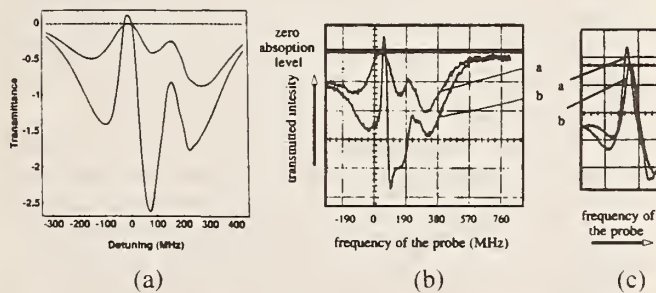 0
-0.5
-1
-1.5
-2
-2.5
Transmittance
-300
-200
-100
0
100
200
300
400
Detuning (MHz)
(a)
zero
absoption
level
transmitted intesity
a
b
-190
0
190
380
570
760
frequency of the probe (MHz)
(b)
a
b
frequency of
the probe
(c)